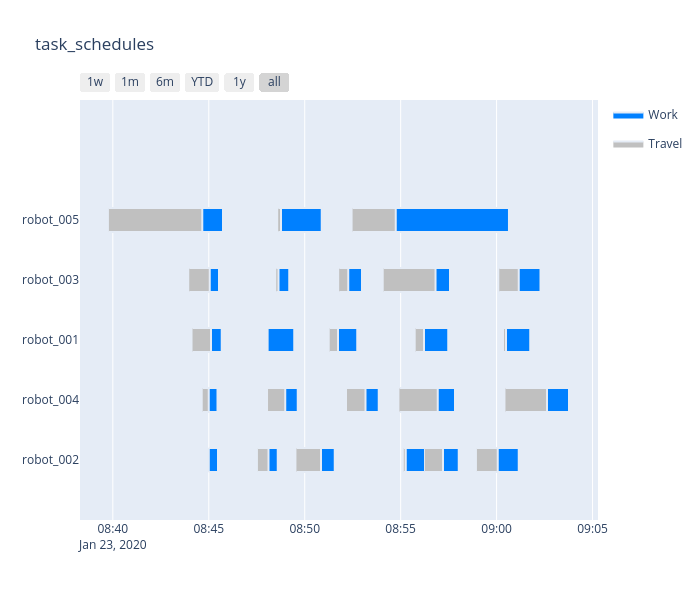 task_schedules
1w 1m 6m YTD 1y all
Work
Travel
robot_005
robot_003
robot_001
robot_004
robot_002
08:40 08:45 08:50 08:55 09:00 09:05
Jan 23, 2020